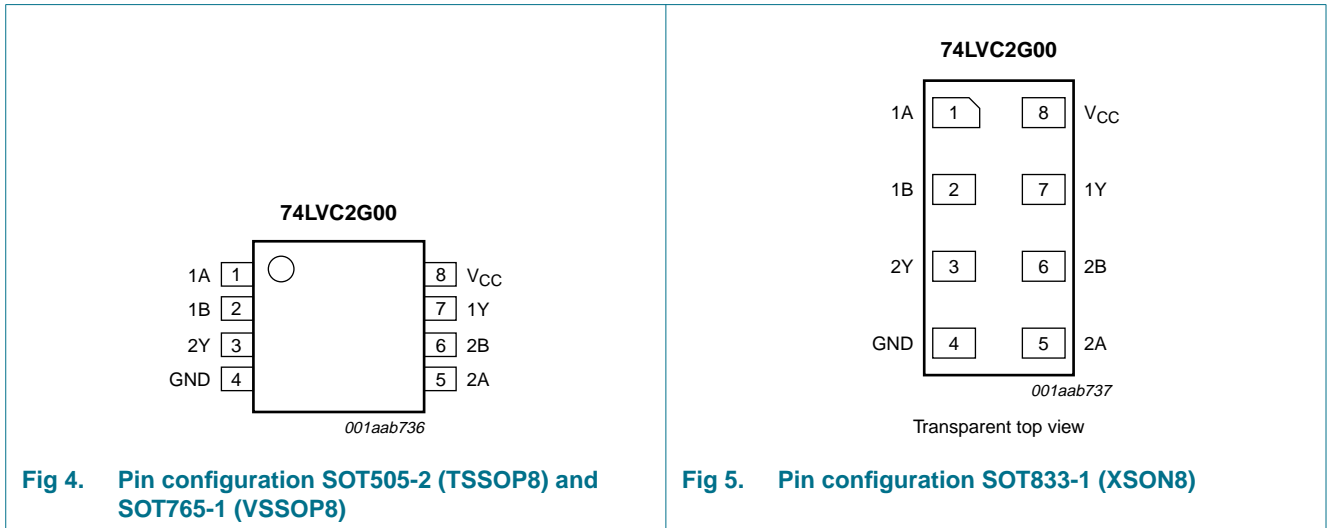 74LVC2G00
1A 1 8 VCC
1B 2 7 1Y
2Y 3 6 2B
GND 4 5 2A
001aab736
Fig 4. Pin configuration SOT505-2 (TSSOP8) and
SOT765-1 (VSSOP8)
74LVC2G00
1A 1 8 VCC
1B 2 7 1Y
2Y 3 6 2B
GND 4 5 2A
001aab737
Transparent top view
Fig 5. Pin configuration SOT833-1 (XSON8)